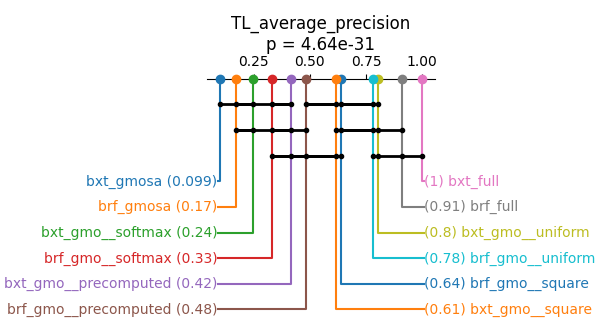 TL_average_precision
p = 4.64e-31
0.25 0.50 0.75 1.00
bxt_gmosa (0.099) (1) bxt_full
brf_gmosa (0.17) (0.91) brf_full
bxt_gmo__softmax (0.24) (0.8) bxt_gmo__uniform
brf_gmo__softmax (0.33) (0.78) brf_gmo__uniform
bxt_gmo__precomputed (0.42) (0.64) brf_gmo__square
brf_gmo__precomputed (0.48) (0.61) bxt_gmo__square